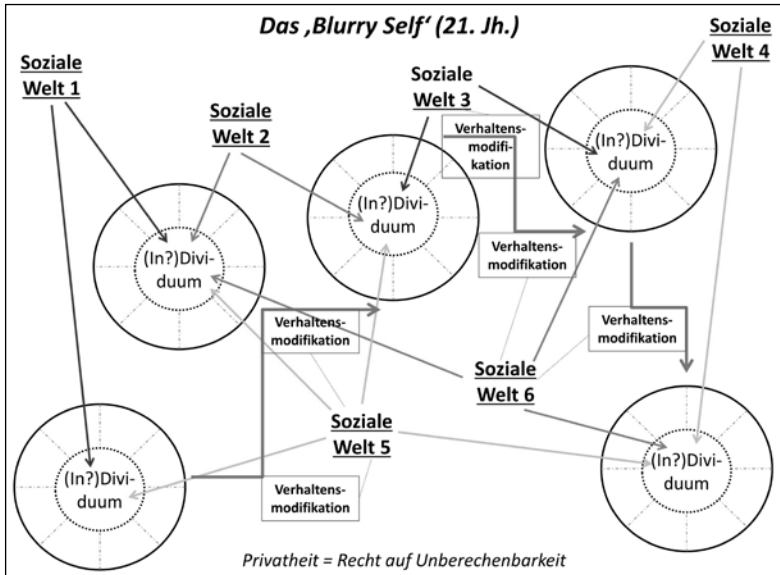 Das ‚Blurry Self‘ (21. Jh.)
Soziale
Welt 1
Soziale
Welt 2
Soziale
Welt 3
Soziale
Welt 4
Verhaltens-
modifi-
kation
(In?)Divi-
duum
(In?)Divi-
duum
(In?)Divi-
duum
Verhaltens-
modifikation
Verhaltens-
modifikation
Verhaltens-
modifikation
Soziale
Welt 6
Soziale
Welt 5
(In?)Divi-
duum
(In?)Divi-
duum
Verhaltens-
modifikation
Privatheit = Recht auf Unberechenbarkeit